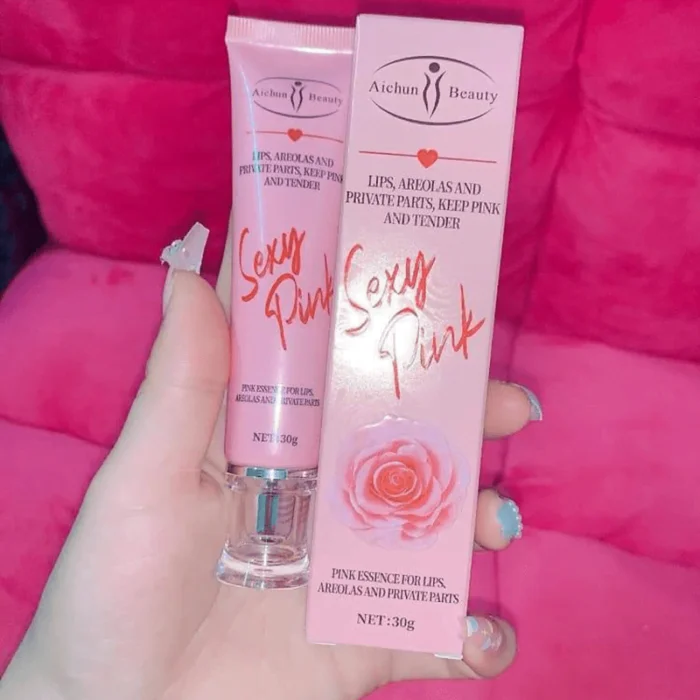 Aichun Beauty
LIPS, AREOLAS AND
PRIVATE PARTS, KEEP PINK
AND TENDER
Sexy
Pink
PINK ESSENCE FOR LIPS,
AREOLAS AND PRIVATE PARTS
NET:30g
Aichun Beauty
LIPS, AREOLAS AND
PRIVATE PARTS, KEEP PINK
AND TENDER
Sexy
Pink
PINK ESSENCE FOR LIPS,
AREOLAS AND PRIVATE PARTS
NET:30g